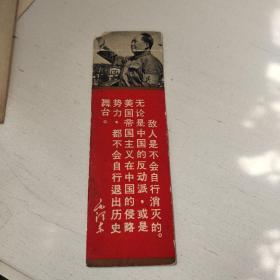 敌人是不会自行消灭的。
无论是中国的反动派，或是
美国帝国主义在中国的侵略
势力，都不会自行退出历史
舞台。
毛泽东